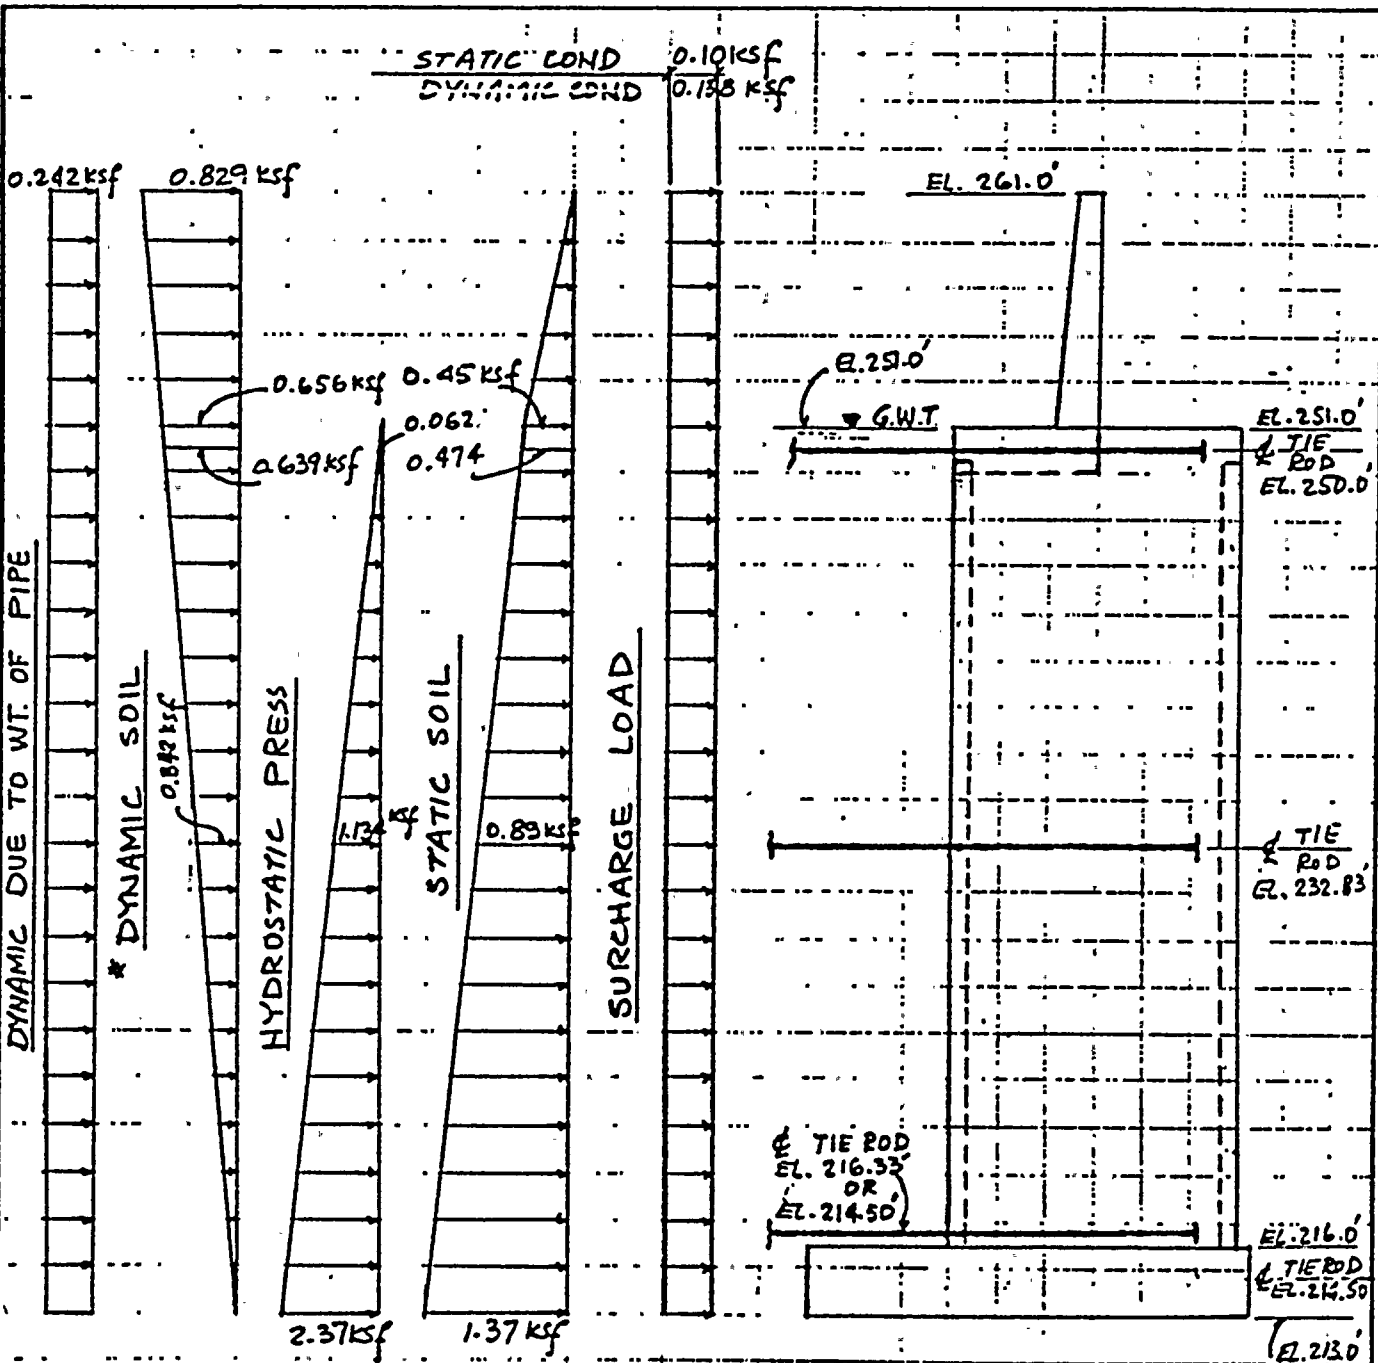 STATIC COND 0.10 ksf
DYNAMIC COND 0.138 ksf
0.242 ksf
0.829 ksf
EL. 261.0'
EL. 251.0'
G.W.T.
EL. 251.0'
℄ TIE
ROD
EL. 250.0'
0.656 ksf
0.45 ksf
0.062
0.639 ksf
0.474
DYNAMIC DUE TO WT. OF PIPE
* DYNAMIC SOIL
0.342 ksf
HYDROSTATIC PRESS
1.134 ksf
STATIC SOIL
0.89 ksf
SURCHARGE LOAD
℄ TIE
ROD
EL. 232.83'
℄ TIE ROD
EL. 216.33'
OR
EL. 214.50'
EL. 216.0'
℄ TIE ROD
EL. 214.50
EL. 213.0'
2.37 ksf
1.37 ksf